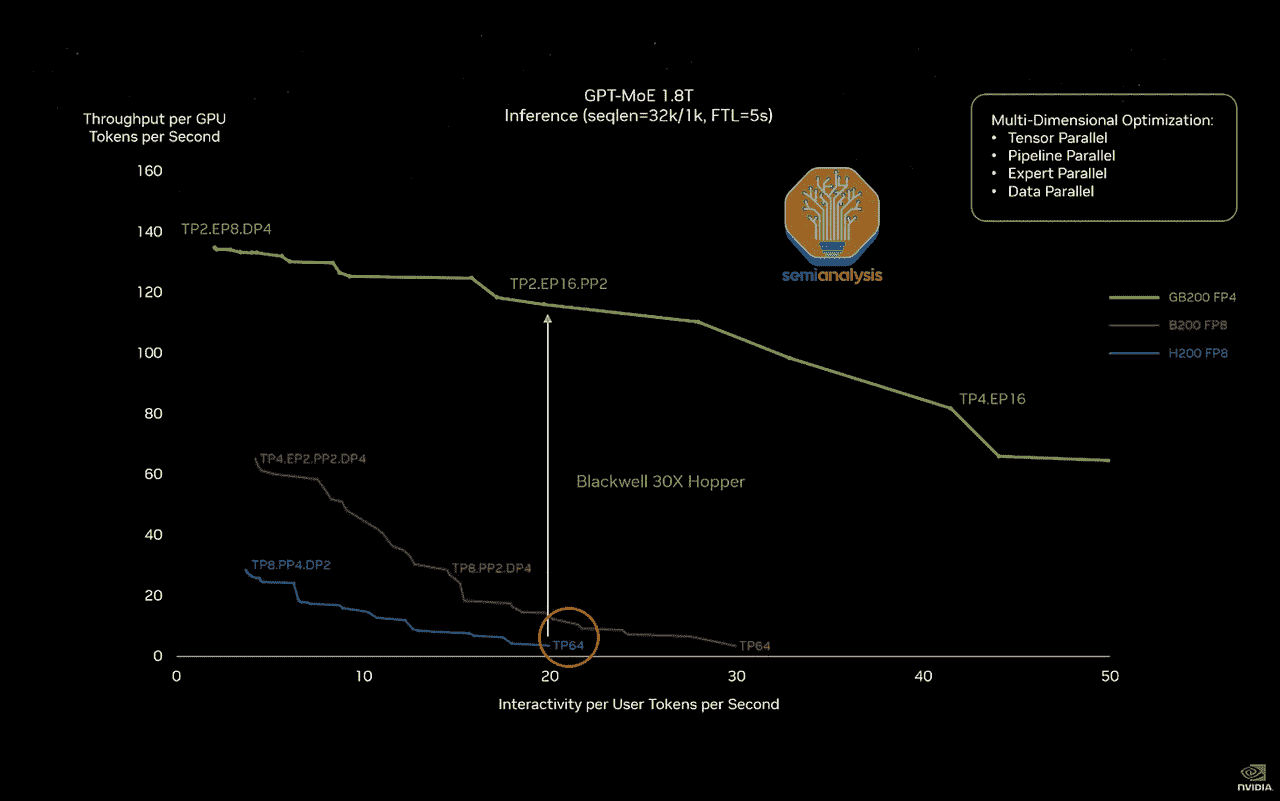 GPT-MoE 1.8T
Inference (seqlen=32k/1k, FTL=5s)
Throughput per GPU
Tokens per Second
Multi-Dimensional Optimization:
• Tensor Parallel
• Pipeline Parallel
• Expert Parallel
• Data Parallel
160
140
120
100
80
60
40
20
0
TP2.EP8.DP4
TP2.EP16.PP2
TP4.EP16
semianalysis
GB200 FP4
B200 FP8
H200 FP8
TP4.EP2.PP2.DP4
Blackwell 30X Hopper
TP8.PP4.DP2
TP8.PP2.DP4
TP64
TP64
0
10
20
30
40
50
Interactivity per User Tokens per Second
NVIDIA.